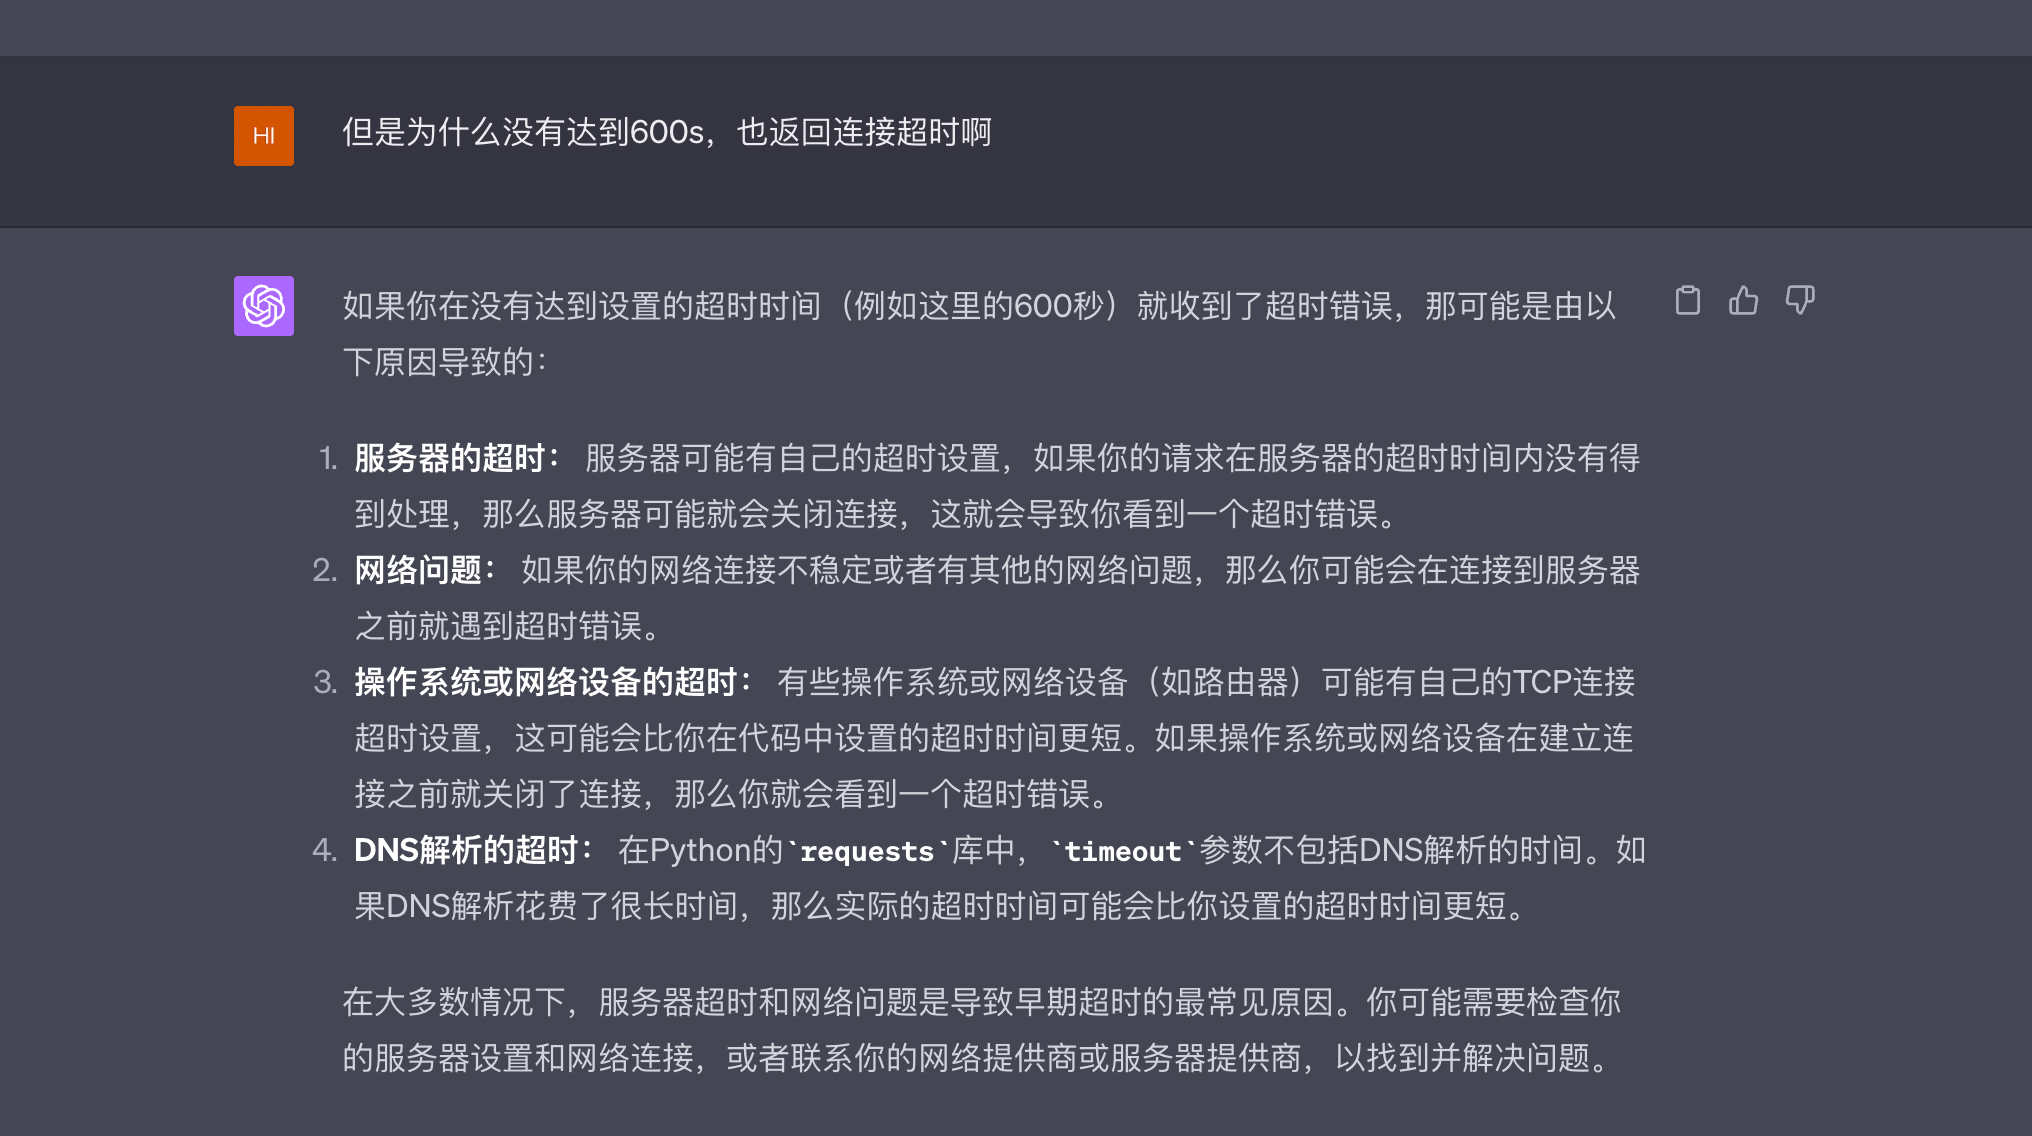 HI
但是为什么没有达到600s，也返回连接超时啊
如果你在没有达到设置的超时时间（例如这里的600秒）就收到了超时错误，那可能是由以
下原因导致的：
1. 服务器的超时： 服务器可能有自己的超时设置，如果你的请求在服务器的超时时间内没有得
到处理，那么服务器可能就会关闭连接，这就会导致你看到一个超时错误。
2. 网络问题： 如果你的网络连接不稳定或者有其他的网络问题，那么你可能会在连接到服务器
之前就遇到超时错误。
3. 操作系统或网络设备的超时： 有些操作系统或网络设备（如路由器）可能有自己的TCP连接
超时设置，这可能会比你在代码中设置的超时时间更短。如果操作系统或网络设备在建立连
接之前就关闭了连接，那么你就会看到一个超时错误。
4. DNS解析的超时： 在Python的`requests`库中，`timeout`参数不包括DNS解析的时间。如
果DNS解析花费了很长时间，那么实际的超时时间可能会比你设置的超时时间更短。
在大多数情况下，服务器超时和网络问题是导致早期超时的最常见原因。你可能需要检查你
的服务器设置和网络连接，或者联系你的网络提供商或服务器提供商，以找到并解决问题。